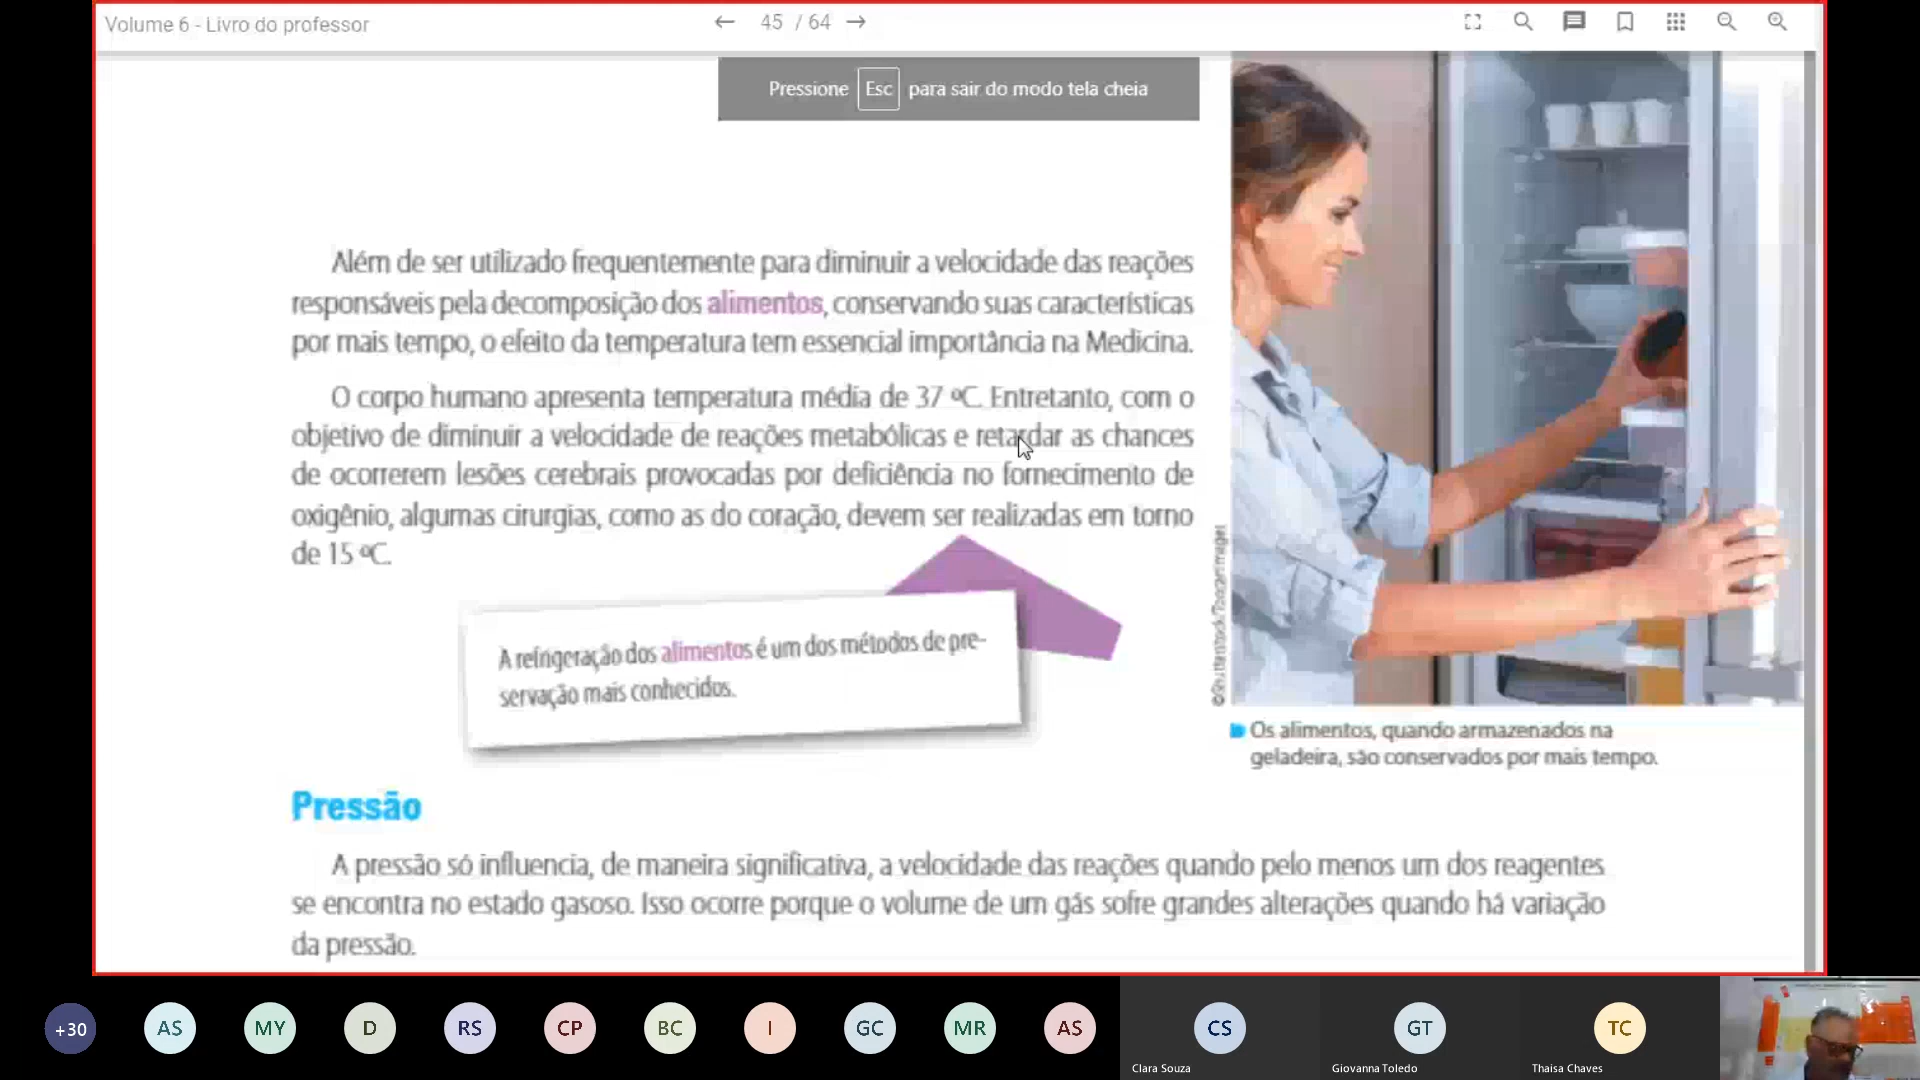 Volume 6 - Livro do professor
45 / 64
Pressione Esc para sair do modo tela cheia
Além de ser utilizado frequentemente para diminuir a velocidade das reações
responsáveis pela decomposição dos alimentos, conservando suas características
por mais tempo, o efeito da temperatura tem essencial importância na Medicina.
O corpo humano apresenta temperatura média de 37 ºC. Entretanto, com o
objetivo de diminuir a velocidade de reações metabólicas e retardar as chances
de ocorrerem lesões cerebrais provocadas por deficiência no fornecimento de
oxigênio, algumas cirurgias, como as do coração, devem ser realizadas em torno
de 15 ºC.
A refrigeração dos alimentos é um dos métodos de pre-
servação mais conhecidos.
Os alimentos, quando armazenados na
geladeira, são conservados por mais tempo.
Pressão
A pressão só influencia, de maneira significativa, a velocidade das reações quando pelo menos um dos reagentes
se encontra no estado gasoso. Isso ocorre porque o volume de um gás sofre grandes alterações quando há variação
da pressão.
+30 AS MY D RS CP BC I GC MR AS CS GT TC
Clara Souza Giovanna Toledo Thaisa Chaves